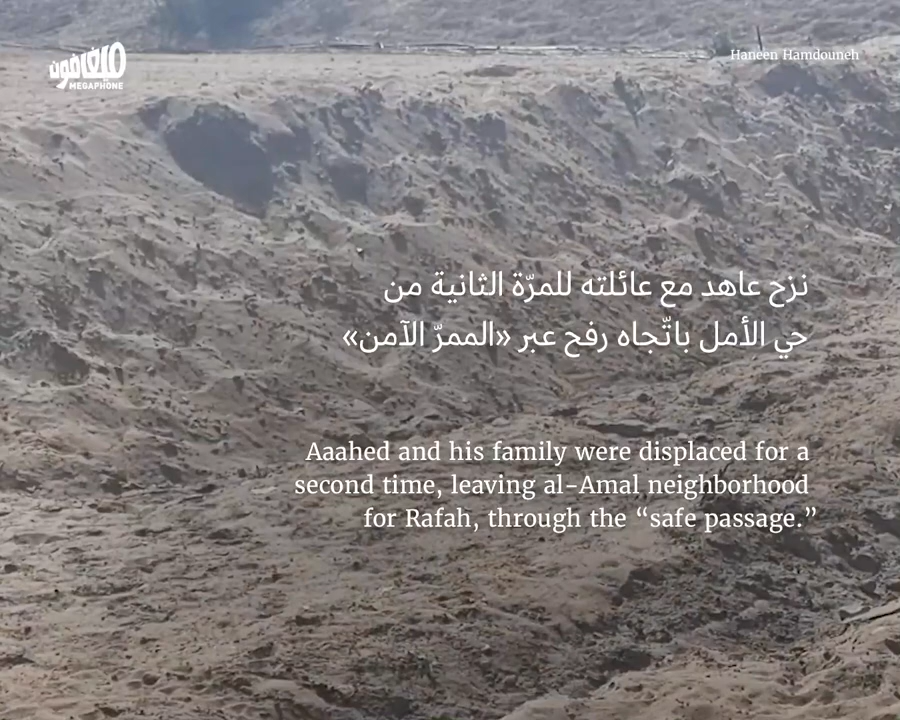 ميغافون
MEGAPHONE
Haneen Hamdouneh
نزح عاهد مع عائلته للمرّة الثانية من
حي الأمل باتّجاه رفح عبر «الممرّ الآمن»
Aaahed and his family were displaced for a
second time, leaving al-Amal neighborhood
for Rafah, through the “safe passage.”